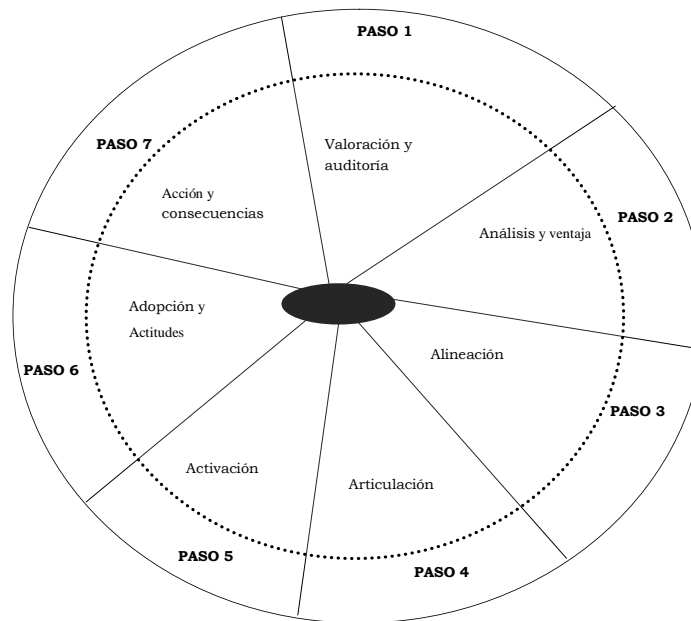 PASO 1
Valoración y
auditoría
PASO 2
Análisis y ventaja
PASO 3
Alineación
PASO 4
Articulación
PASO 5
Activación
PASO 6
Adopción y
Actitudes
PASO 7
Acción y
consecuencias